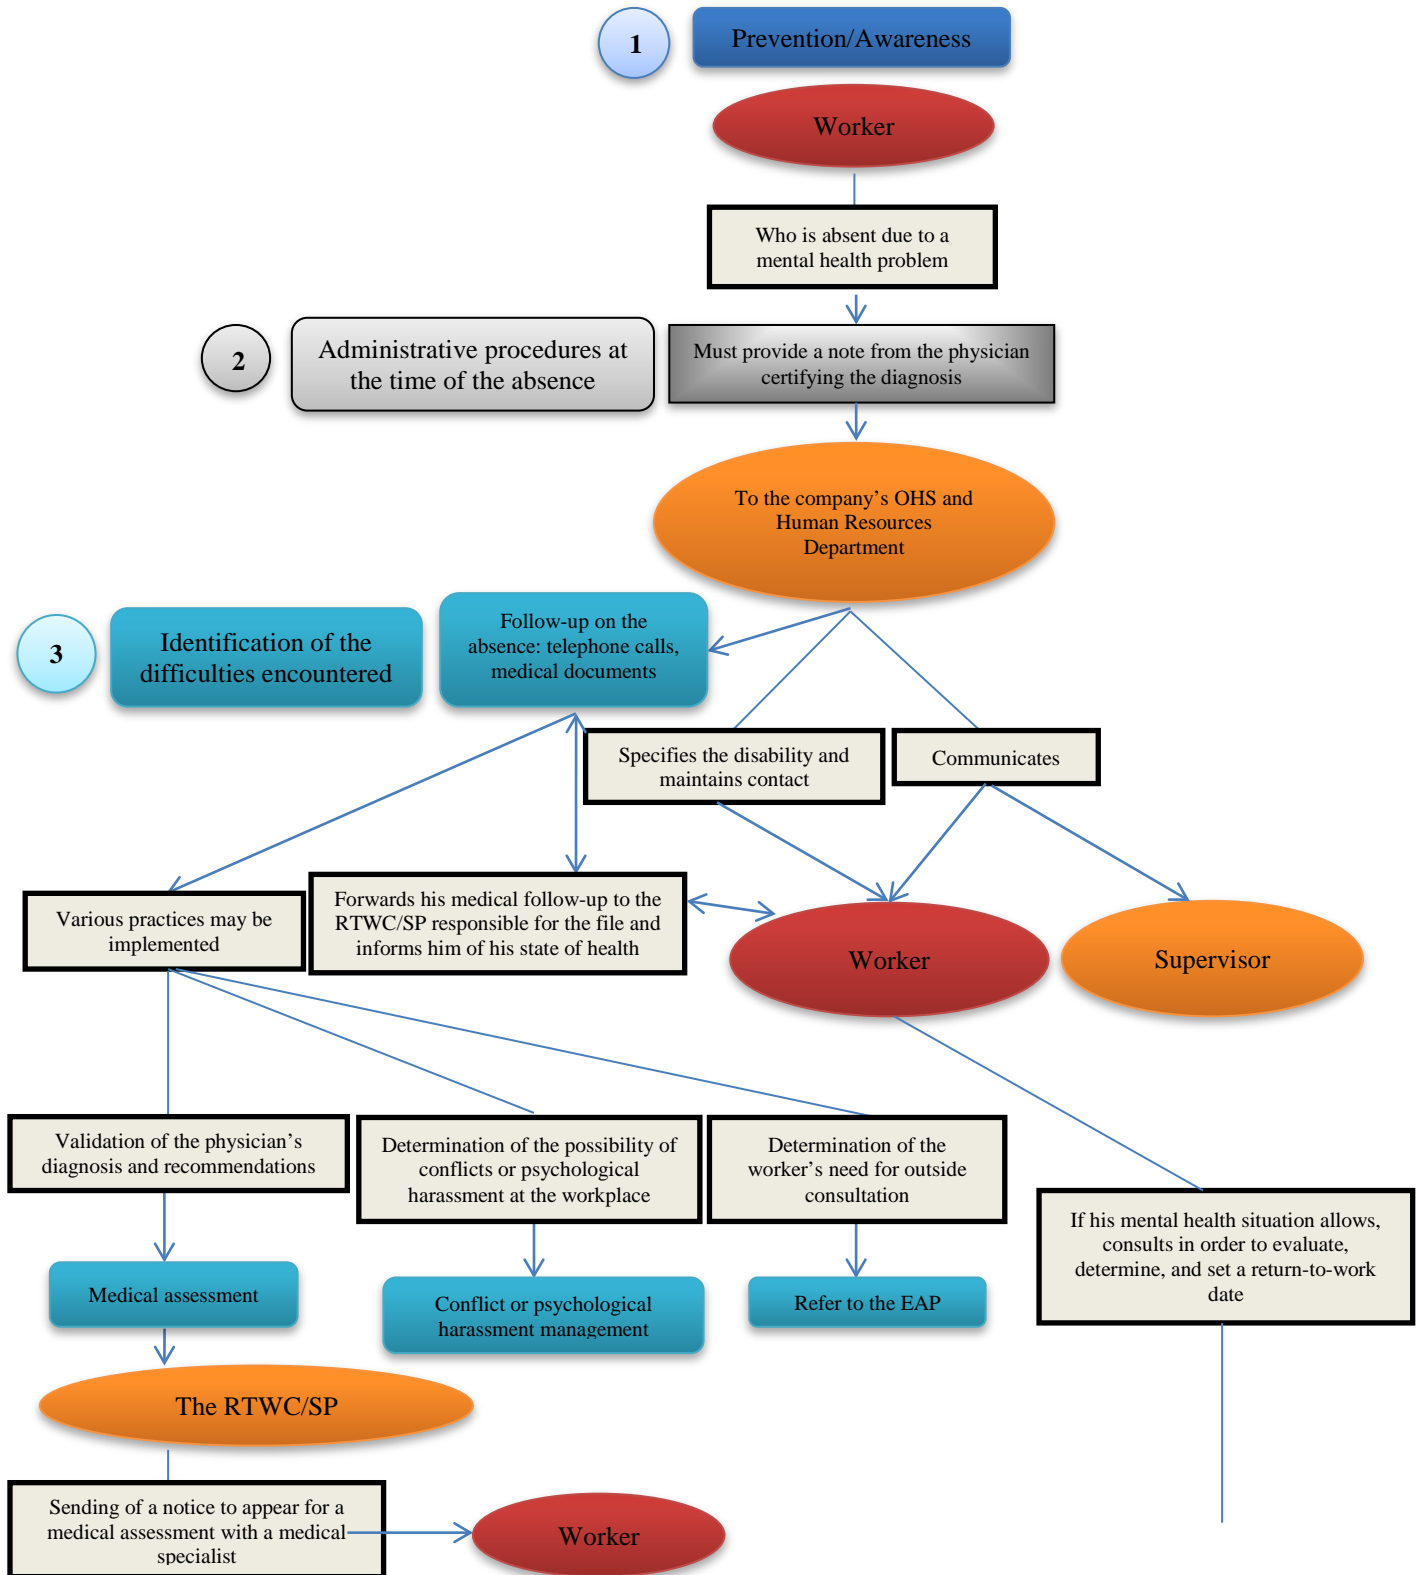 1
Prevention/Awareness
Worker
Who is absent due to a
mental health problem
2
Administrative procedures at
the time of the absence
Must provide a note from the physician
certifying the diagnosis
To the company’s OHS and
Human Resources
Department
3
Identification of the
difficulties encountered
Follow-up on the
absence: telephone calls,
medical documents
Specifies the disability and
maintains contact
Communicates
Various practices may be
implemented
Forwards his medical follow-up to the
RTWC/SP responsible for the file and
informs him of his state of health
Worker
Supervisor
Validation of the physician’s
diagnosis and recommendations
Determination of the possibility of
conflicts or psychological
harassment at the workplace
Determination of the
worker’s need for outside
consultation
If his mental health situation allows,
consults in order to evaluate,
determine, and set a return-to-work
date
Medical assessment
Conflict or psychological
harassment management
Refer to the EAP
The RTWC/SP
Sending of a notice to appear for a
medical assessment with a medical
specialist
Worker